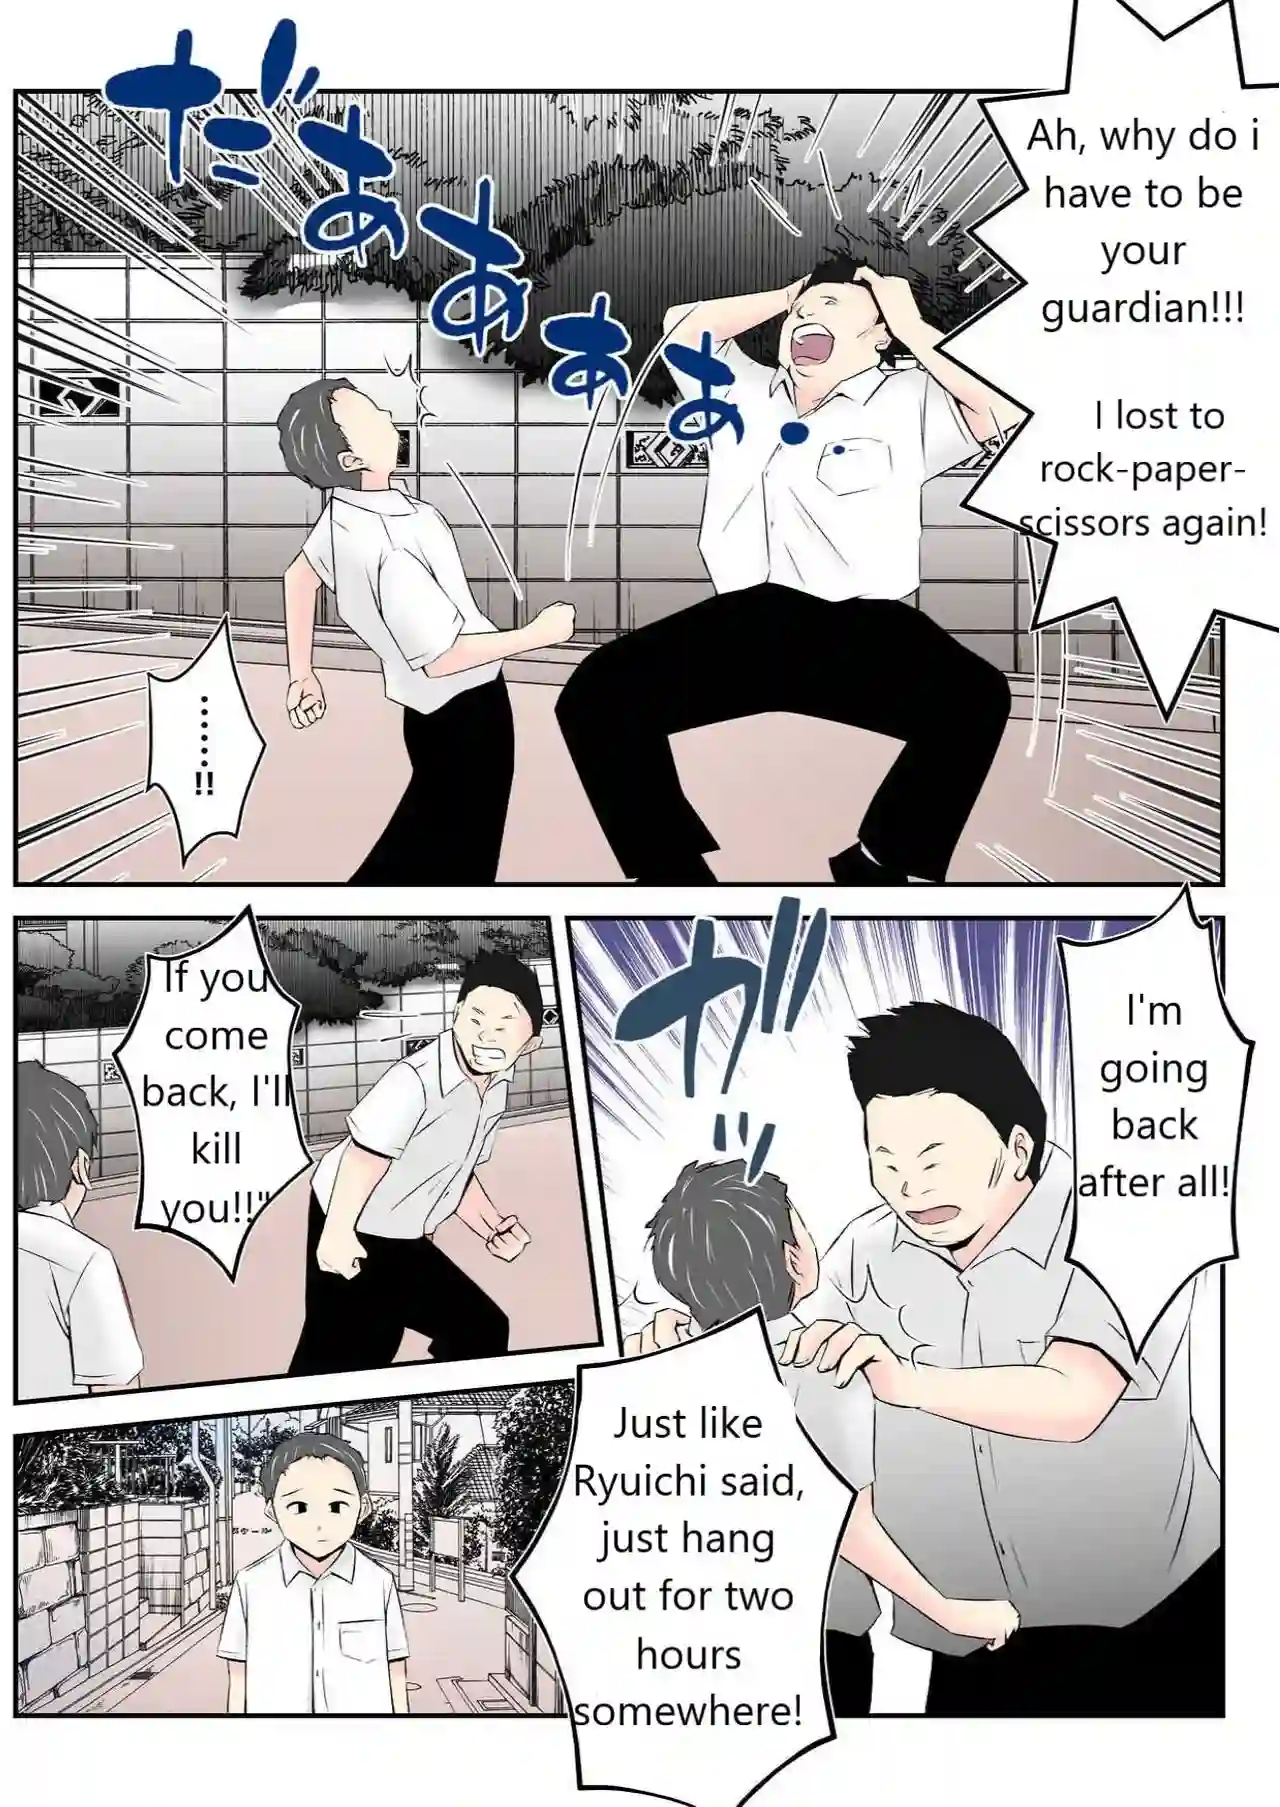 Ah, why do i
have to be
your
guardian!!!
I lost to
rock-paper-
scissors again!
だぁあああぁ
........
!!
I'm
going
back
after all!
ガッ
Just like
Ryuichi said,
just hang
out for two
hours
somewhere!
"If you
come
back, I'll
kill
you!!"